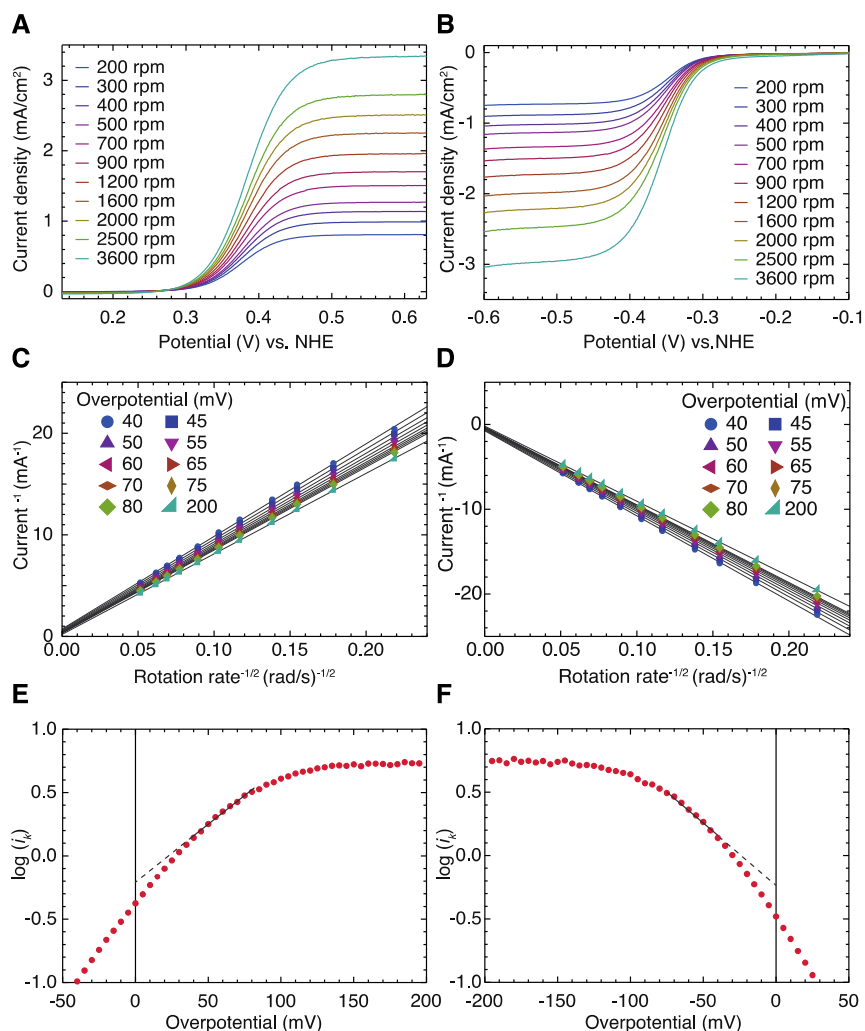 A
B
Current density (mA/cm²)
3
2
1
0
200 rpm
300 rpm
400 rpm
500 rpm
700 rpm
900 rpm
1200 rpm
1600 rpm
2000 rpm
2500 rpm
3600 rpm
0.2 0.3 0.4 0.5 0.6
Potential (V) vs. NHE
Current density (mA/cm²)
0
-1
-2
-3
200 rpm
300 rpm
400 rpm
500 rpm
700 rpm
900 rpm
1200 rpm
1600 rpm
2000 rpm
2500 rpm
3600 rpm
-0.6 -0.5 -0.4 -0.3 -0.2 -0.1
Potential (V) vs.NHE
C
D
Current ⁻¹ (mA⁻¹)
20
10
0
Overpotential (mV)
40 45
50 55
60 65
70 75
80 200
0.00 0.05 0.10 0.15 0.20
Rotation rate⁻¹/² (rad/s)⁻¹/²
Current ⁻¹ (mA⁻¹)
0
-10
-20
Overpotential (mV)
40 45
50 55
60 65
70 75
80 200
0.00 0.05 0.10 0.15 0.20
Rotation rate⁻¹/² (rad/s)⁻¹/²
E
F
log (iₖ)
1.0
0.5
0.0
-0.5
-1.0
-50 0 50 100 150 200
Overpotential (mV)
log (iₖ)
1.0
0.5
0.0
-0.5
-1.0
-200 -150 -100 -50 0 50
Overpotential (mV)